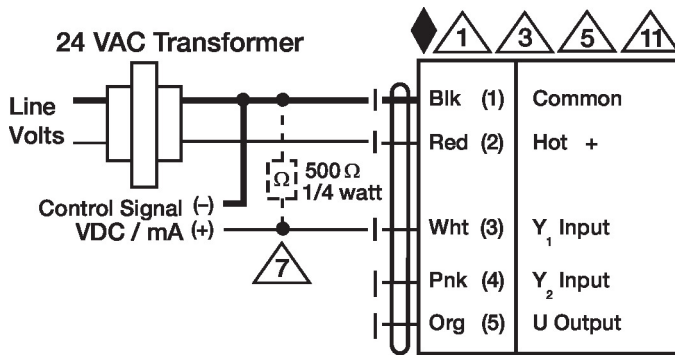 1 3 5 11
24 VAC Transformer
Line
Volts
Blk (1) Common
Red (2) Hot +
Ω 500 Ω
1/4 watt
Control Signal (–)
VDC / mA (+)
Wht (3) Y1 Input
7
Pnk (4) Y2 Input
Org (5) U Output